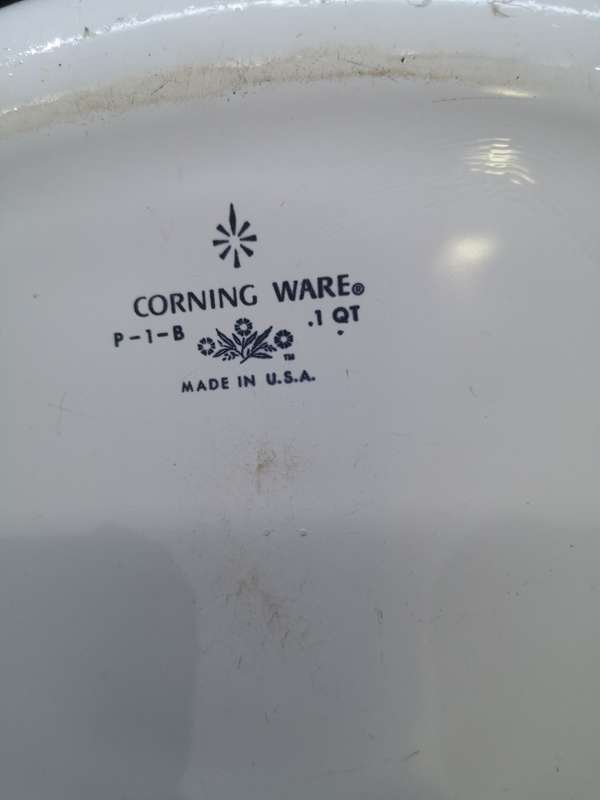 CORNING WARE®
P-1-B .1 QT
TM
MADE IN U.S.A.